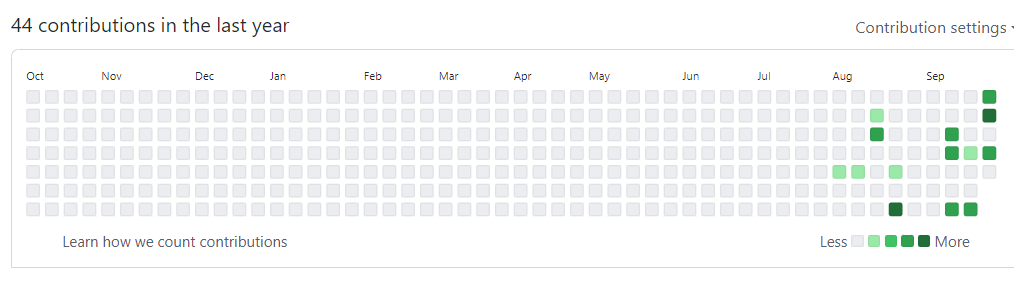 44 contributions in the last year
Contribution settings
Oct Nov Dec Jan Feb Mar Apr May Jun Jul Aug Sep
Learn how we count contributions
Less More